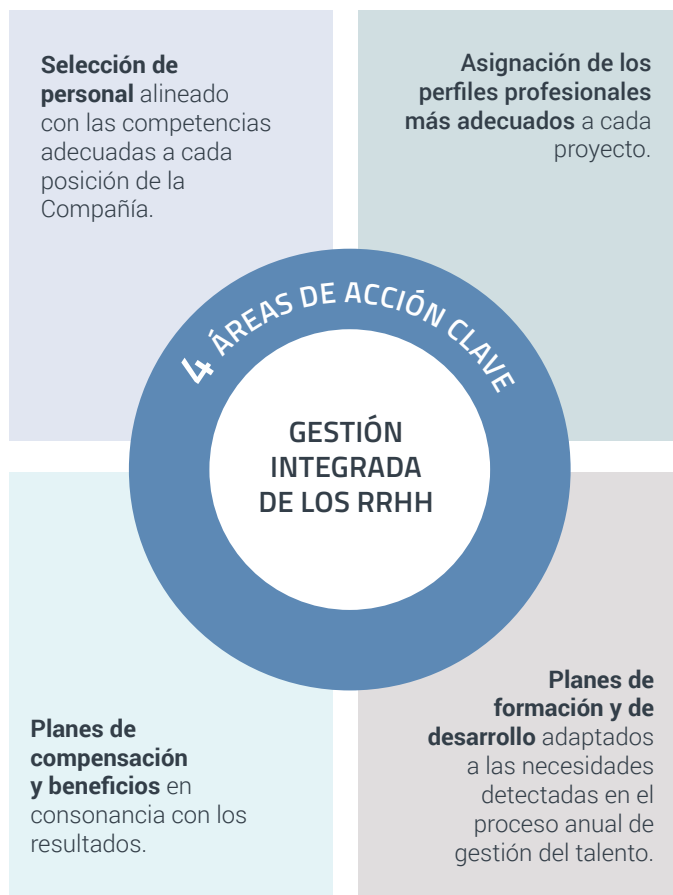 Selección de
personal alineado
con las competencias
adecuadas a cada
posición de la
Compañía.
Asignación de los
perfiles profesionales
más adecuados a cada
proyecto.
4 ÁREAS DE ACCIÓN CLAVE
GESTIÓN
INTEGRADA
DE LOS RRHH
Planes de
compensación
y beneficios en
consonancia con los
resultados.
Planes de
formación y de
desarrollo adaptados
a las necesidades
detectadas en el
proceso anual de
gestión del talento.